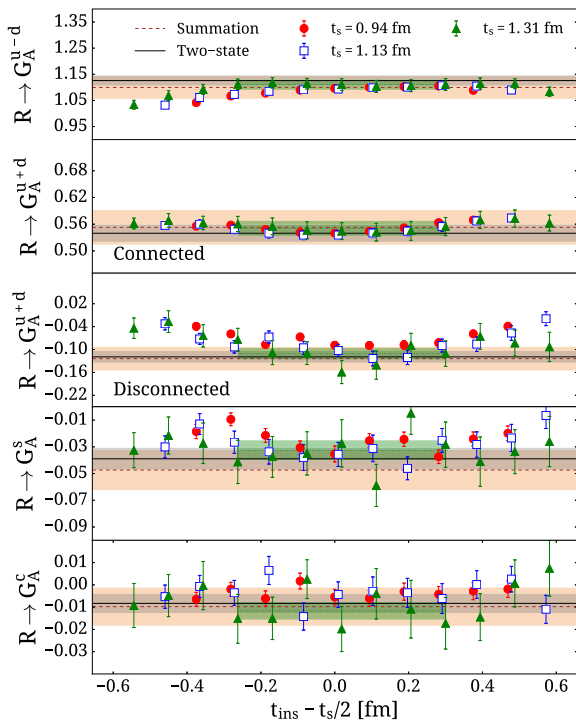 Summation
Two−state
t_s = 0.94 fm
t_s = 1.13 fm
t_s = 1.31 fm
R → G_A^{u−d}
1.35
1.25
1.15
1.05
0.95
R → G_A^{u+d}
0.68
0.62
0.56
0.50
Connected
R → G_A^{u+d}
0.02
−0.04
−0.10
−0.16
−0.22
Disconnected
R → G_A^s
−0.01
−0.03
−0.05
−0.07
−0.09
R → G_A^c
0.01
0.00
−0.01
−0.02
−0.03
−0.6 −0.4 −0.2 0.0 0.2 0.4 0.6
t_ins − t_s/2 [fm]